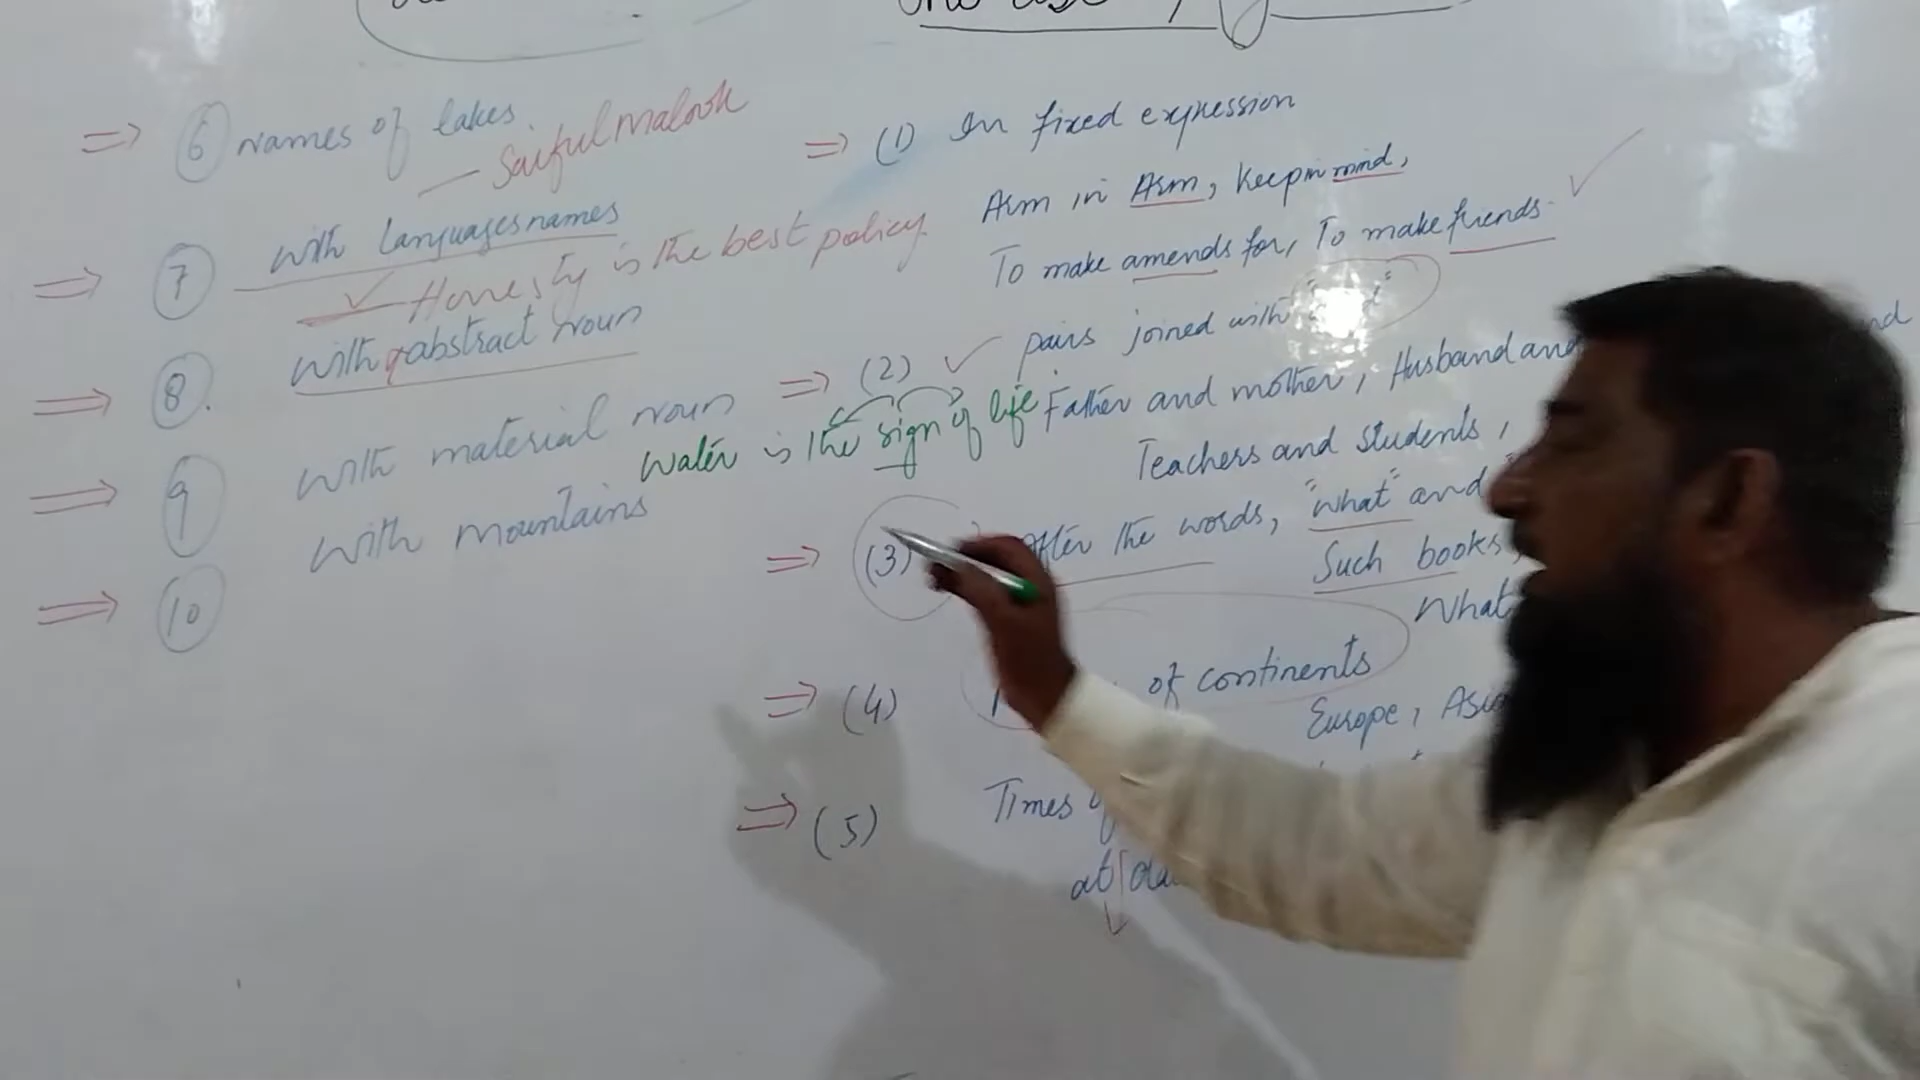 ⇒ (6) names of lakes.
— Saiful Malook
⇒ (7) with languages names
✓ Honesty is the best policy.
⇒ (8). with abstract noun
⇒ (9) with material noun
Water is the sign of life
⇒ (10) with mountains
⇒ (1) In fixed expression
Arm in Arm, Keep in mind,
To make amends for, To make friends. ✓
⇒ (2) ✓ pairs joined with
Father and mother, Husband and
Teachers and students,
⇒ (3) After the words, "what" and
Such books,
What
⇒ (4) of continents
Europe, Asia
⇒ (5) Times
at